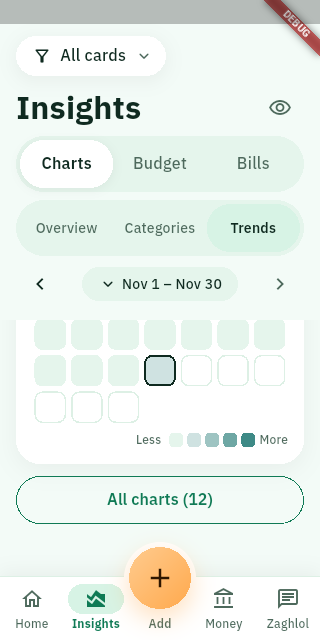 DEBUG
All cards
Insights
Charts Budget Bills
Overview Categories Trends
Nov 1 – Nov 30
Less More
All charts (12)
Home Insights Add Money Zaghlol